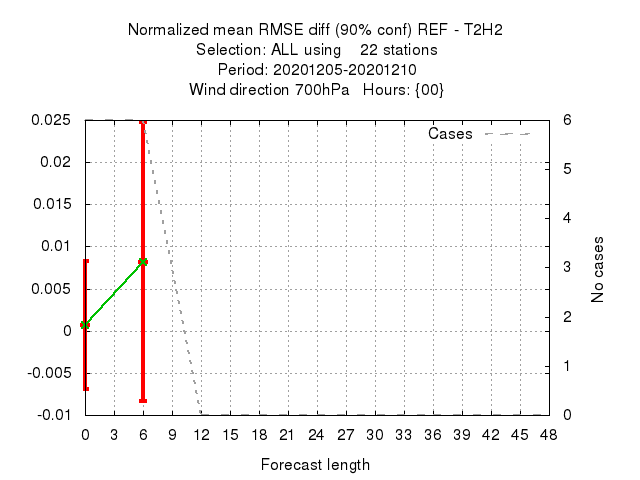 Normalized mean RMSE diff (90% conf) REF - T2H2
Selection: ALL using    22 stations
Period: 20201205-20201210
Wind direction 700hPa   Hours: {00}
0.025
0.02
0.015
0.01
0.005
0
-0.005
-0.01
Cases
6
5
4
3
2
1
0
No cases
0 3 6 9 12 15 18 21 24 27 30 33 36 39 42 45 48
Forecast length